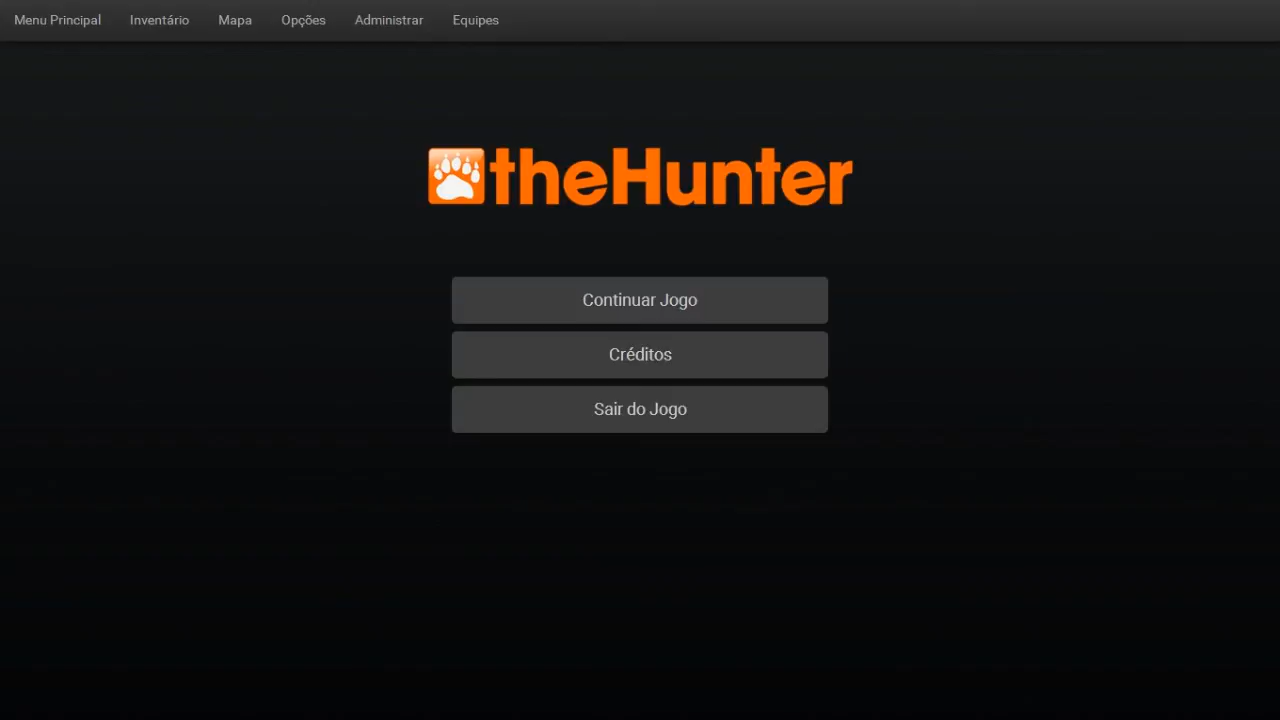 Menu Principal Inventário Mapa Opções Administrar Equipes
theHunter
Continuar Jogo
Créditos
Sair do Jogo